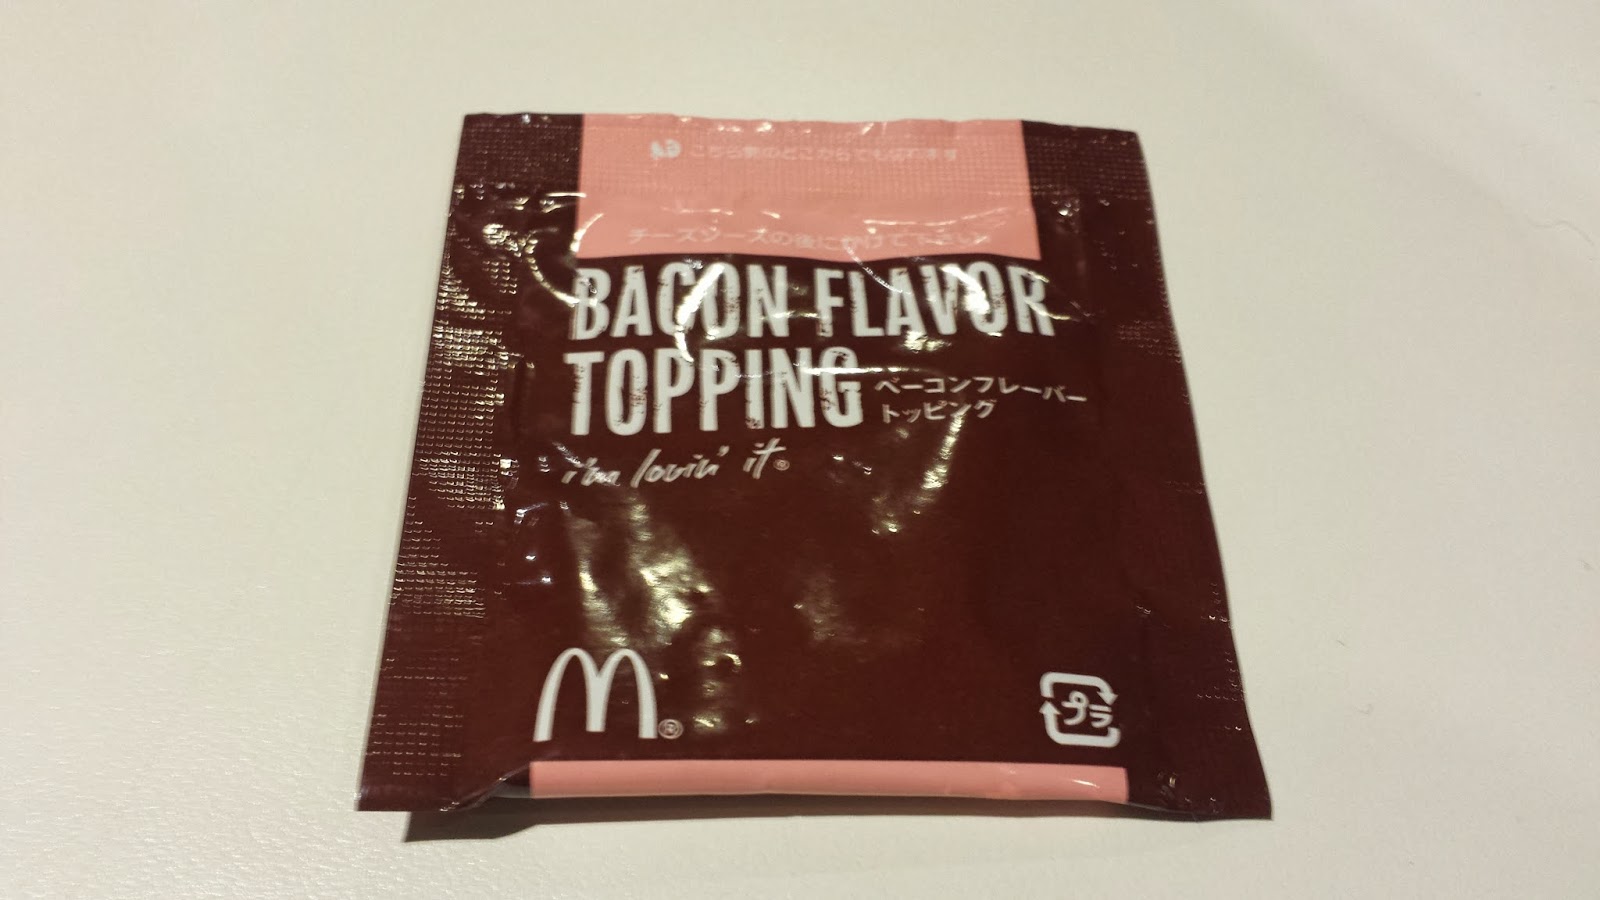 こちら側のどこからでも切れます
チーズソースの後にかけて下さい。
BACON FLAVOR
TOPPING
ベーコンフレーバー
トッピング
i'm lovin' it®
M®
プラ